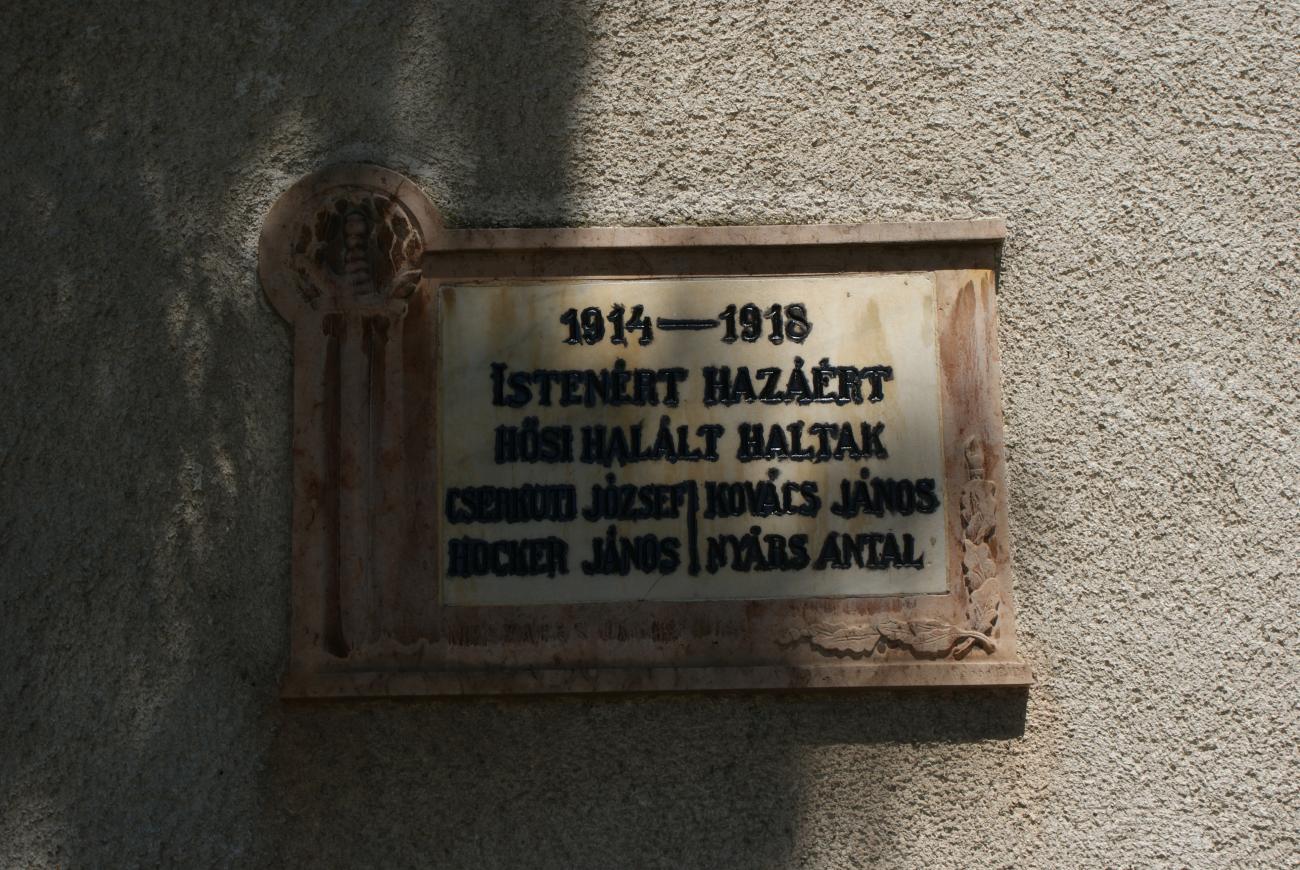 1914—1918
ISTENÉRT HAZÁÉRT
HŐSI HALÁLT HALTAK
CSERKUTI JÓZSEF KOVÁCS JÁNOS
HOCKER JÁNOS NYÁRS ANTAL